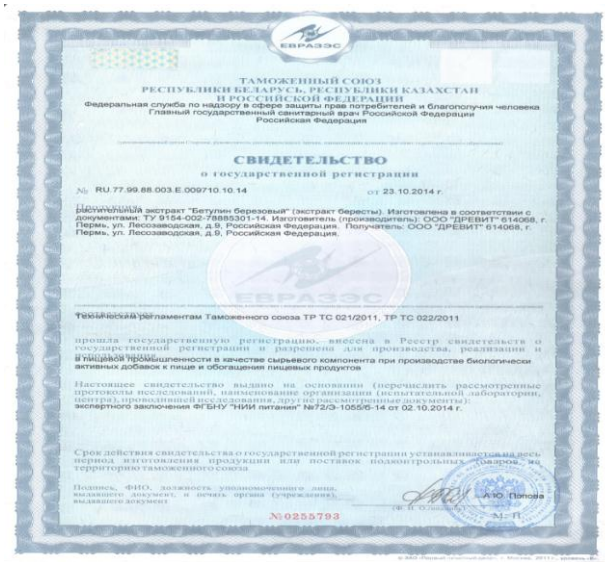 ЕВРАЗЭС
ТАМОЖЕННЫЙ СОЮЗ
РЕСПУБЛИКИ БЕЛАРУСЬ, РЕСПУБЛИКИ КАЗАХСТАН
И РОССИЙСКОЙ ФЕДЕРАЦИИ
Федеральная служба по надзору в сфере защиты прав потребителей и благополучия человека
Главный государственный санитарный врач Российской Федерации
Российская Федерация
СВИДЕТЕЛЬСТВО
о государственной регистрации
№ RU.77.99.88.003.Е.009710.10.14 от 23.10.2014 г.
Продукция:
растительный экстракт "Бетулин березовый" (экстракт бересты). Изготовлена в соответствии с
документами: ТУ 9154-002-78885301-14. Изготовитель (производитель): ООО "ДРЕВИТ" 614068, г.
Пермь, ул. Лесозаводская, д.9, Российская Федерация. Получатель: ООО "ДРЕВИТ" 614068, г.
Пермь, ул. Лесозаводская, д.9, Российская Федерация.
ЕВРАЗЭС
Техническим регламентам Таможенного союза ТР ТС 021/2011, ТР ТС 022/2011
прошла государственную регистрацию, внесена в Реестр свидетельств о
государственной регистрации и разрешена для производства, реализации и
использования
в пищевой промышленности в качестве сырьевого компонента при производстве биологически
активных добавок к пище и обогащения пищевых продуктов
Настоящее свидетельство выдано на основании (перечислить рассмотренные
протоколы исследований, наименование организации (испытательной лаборатории,
центра), проводившей исследования, другие рассмотренные документы):
экспертного заключения ФГБНУ "НИИ питания" №72/Э-1055/б-14 от 02.10.2014 г.
Срок действия свидетельства о государственной регистрации устанавливается на весь
период изготовления продукции или поставок подконтрольных товаров на
территорию таможенного союза
Подпись, ФИО, должность уполномоченного лица,
выдавшего документ, и печать органа (учреждения),
выдавшего документ
А.Ю. Попова
М. П.
№0255793